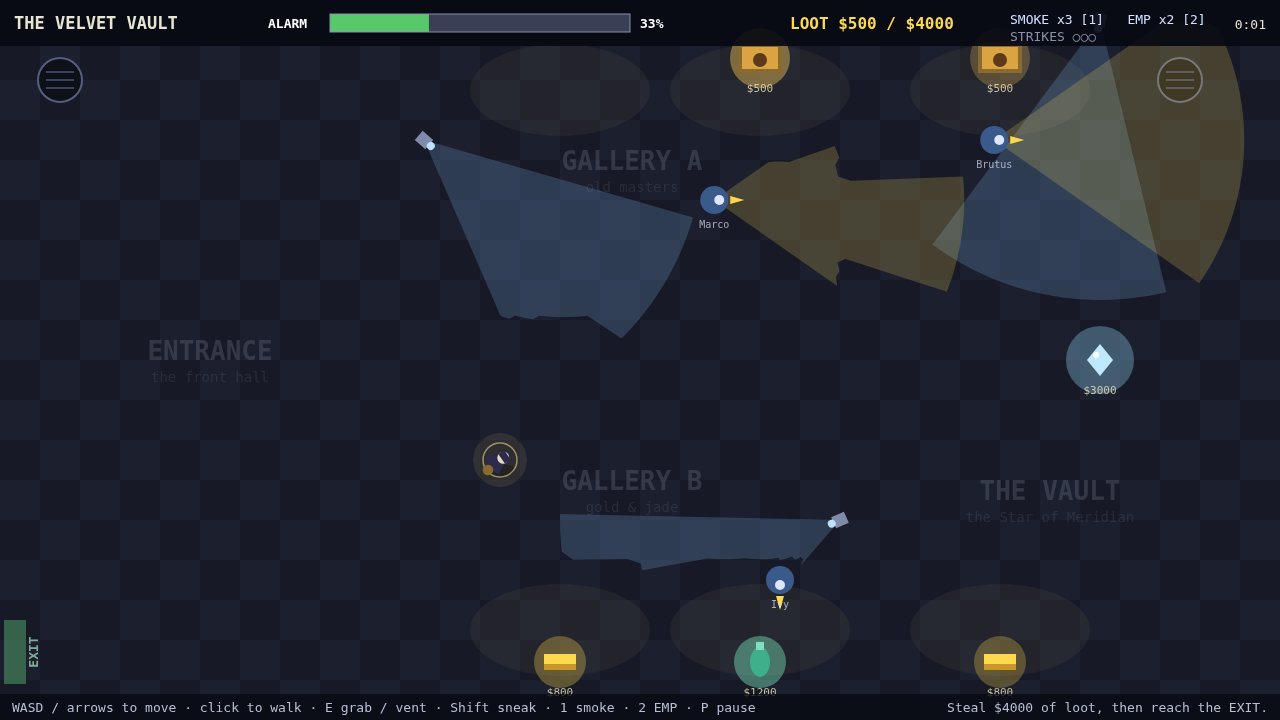 THE VELVET VAULT
ALARM 33%
LOOT $500 / $4000
SMOKE x3 [1] EMP x2 [2]
STRIKES ○○○
0:01
$500
$500
GALLERY A
old masters
Brutus
Marco
ENTRANCE
the front hall
$3000
GALLERY B
gold & jade
THE VAULT
the Star of Meridian
Ivy
EXIT
$800
$1200
$800
WASD / arrows to move · click to walk · E grab / vent · Shift sneak · 1 smoke · 2 EMP · P pause
Steal $4000 of loot, then reach the EXIT.